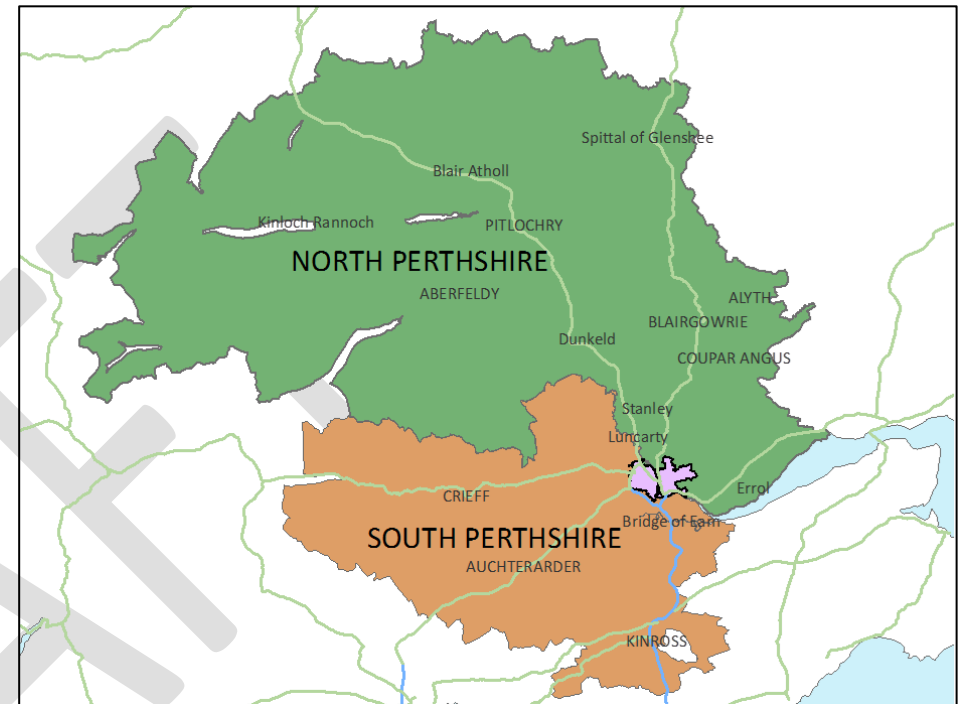 Spittal of Glenshee
Blair Atholl
Kinloch Rannoch
PITLOCHRY
NORTH PERTHSHIRE
ABERFELDY
ALYTH
BLAIRGOWRIE
Dunkeld
COUPAR ANGUS
Stanley
Luncarty
Errol
CRIEFF
Bridge of Earn
SOUTH PERTHSHIRE
AUCHTERARDER
KINROSS